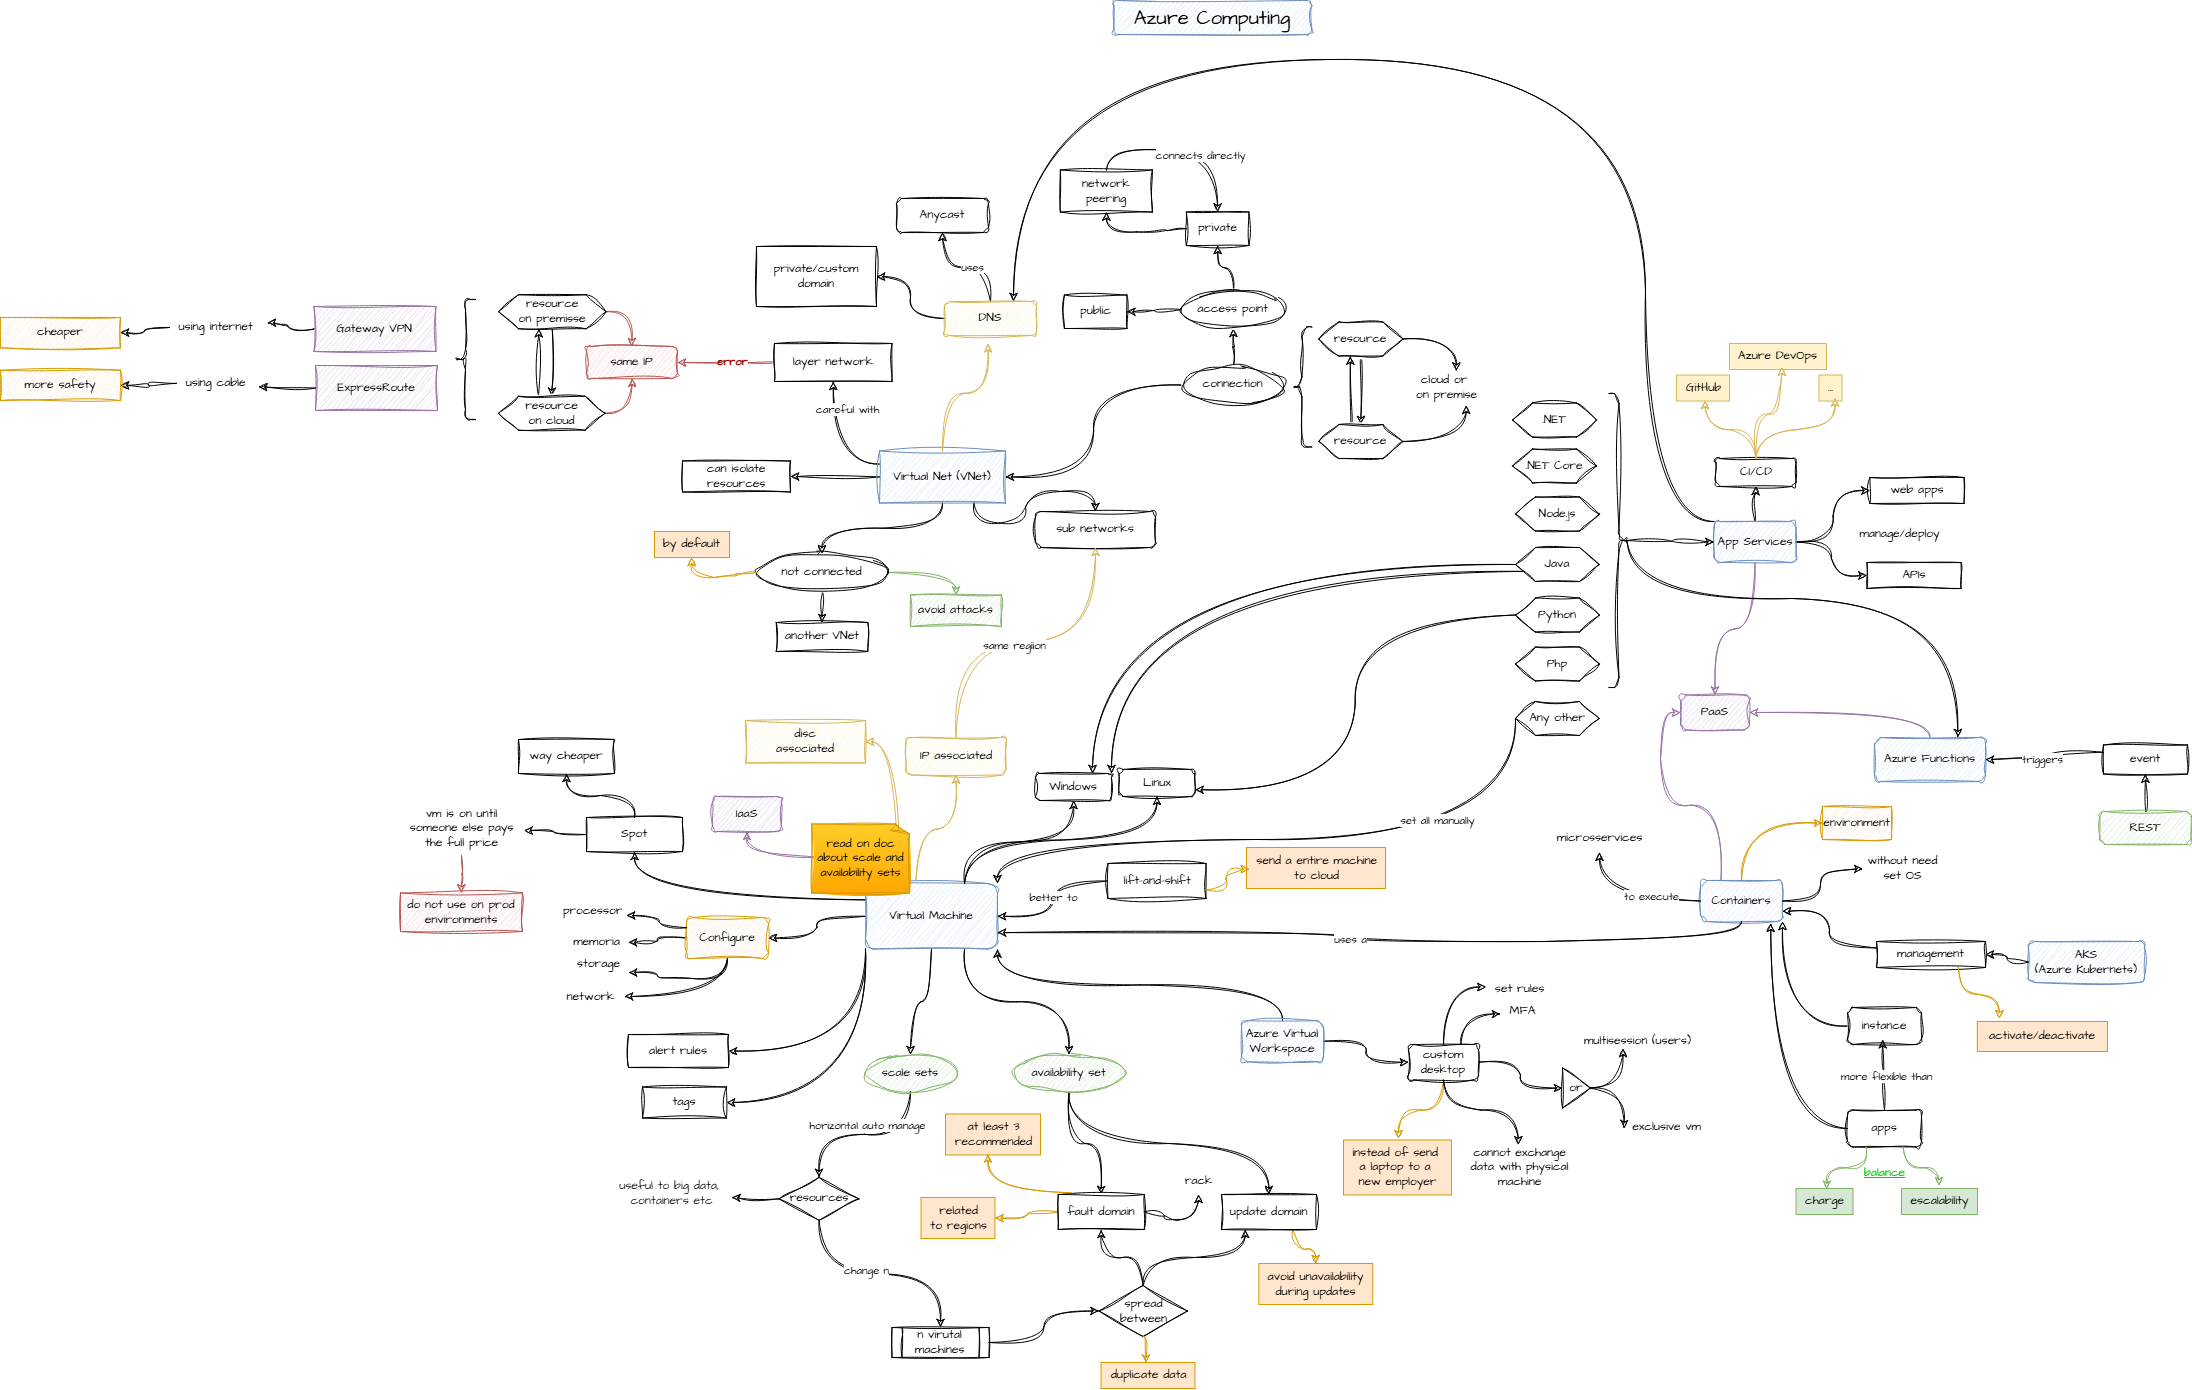 Azure Computing
connects directly
network
peering
private
Anycast
uses
private/custom
domain
DNS
public
access point
resource
on premisse
Gateway VPN
using internet
cheaper
same IP
error
layer network
more safety
using cable
ExpressRoute
resource
on cloud
careful with
connection
resource
cloud or
on premise
resource
Azure DevOps
GitHub
...
CI/CD
.NET
.NET Core
Node.js
Java
Python
Php
Any other
can isolate
resources
Virtual Net (VNet)
sub networks
web apps
App Services
manage/deploy
APIs
by default
not connected
avoid attacks
another VNet
same regiion
PaaS
disc
associated
IP associated
way cheaper
Windows
Linux
Azure Functions
triggers
event
REST
IaaS
Spot
vm is on until
someone else pays
the full price
read on doc
about scale and
availability sets
set all manually
microsservices
environment
do not use on prod
environments
lift-and-shift
send a entire machine
to cloud
better to
to execute
Containers
without need
set OS
processor
memoria
storage
network
Configure
Virtual Machine
uses a
management
AKS
(Azure Kubernets)
activate/deactivate
instance
more flexible than
apps
balance
charge
escalability
alert rules
tags
scale sets
availability set
Azure Virtual
Workspace
custom
desktop
set rules
MFA
multisession (users)
or
exclusive vm
instead of send
a laptop to a
new employer
cannot exchange
data with physical
machine
horizontal auto manage
at least 3
recommended
useful to big data,
containers etc
resources
related
to regions
fault domain
rack
update domain
avoid unavailability
during updates
change n
n virutal
machines
spread
between
duplicate data